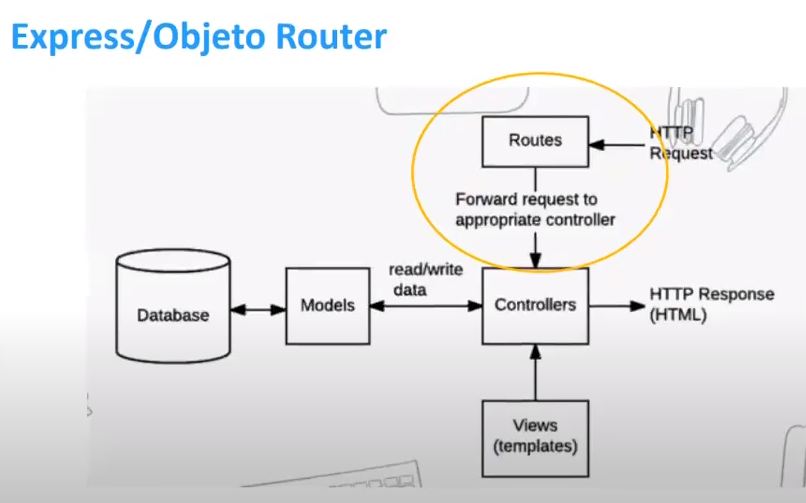 Express/Objeto Router
Routes
HTTP
Request
Forward request to
appropriate controller
read/write
data
Database
Models
Controllers
HTTP Response
(HTML)
Views
(templates)